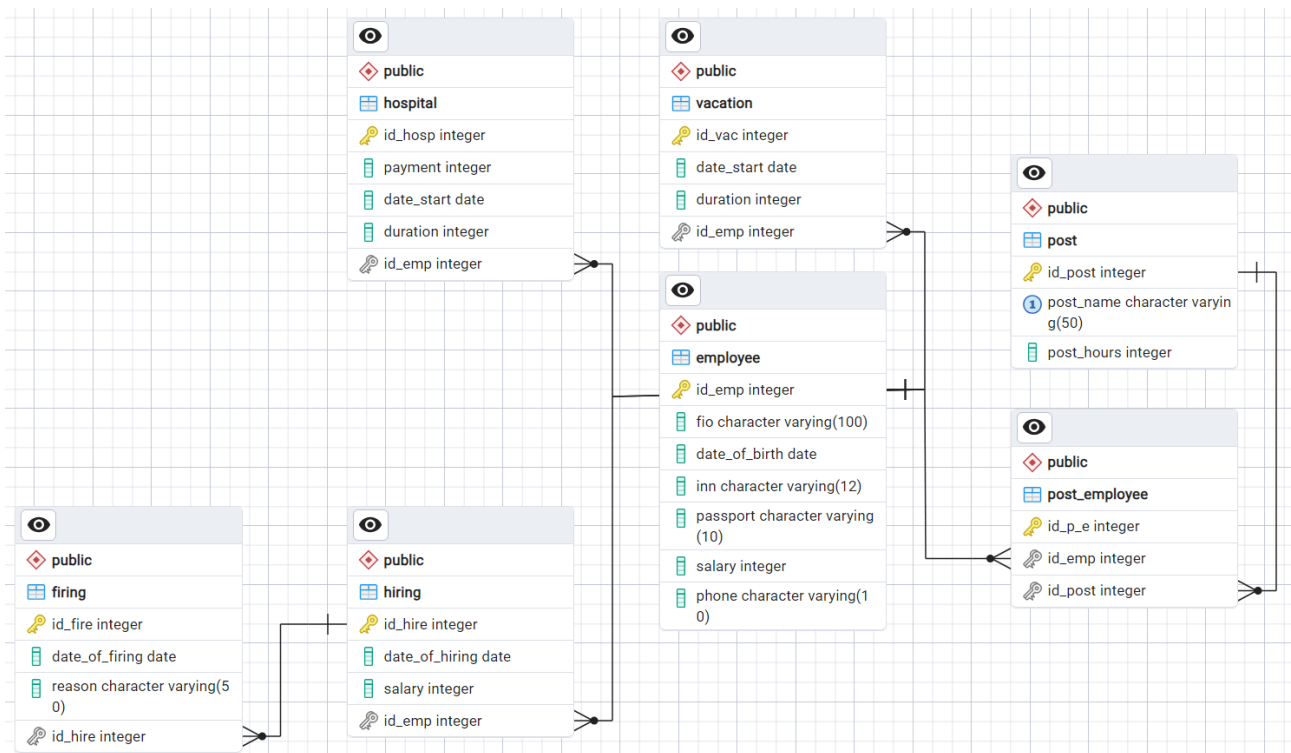 public
hospital
id_hosp integer
payment integer
date_start date
duration integer
id_emp integer
public
vacation
id_vac integer
date_start date
duration integer
id_emp integer
public
post
id_post integer
1
post_name character varyin
g(50)
post_hours integer
public
employee
id_emp integer
fio character varying(100)
date_of_birth date
inn character varying(12)
passport character varying
(10)
salary integer
phone character varying(1
0)
public
post_employee
id_p_e integer
id_emp integer
id_post integer
public
firing
id_fire integer
date_of_firing date
reason character varying(5
0)
id_hire integer
public
hiring
id_hire integer
date_of_hiring date
salary integer
id_emp integer